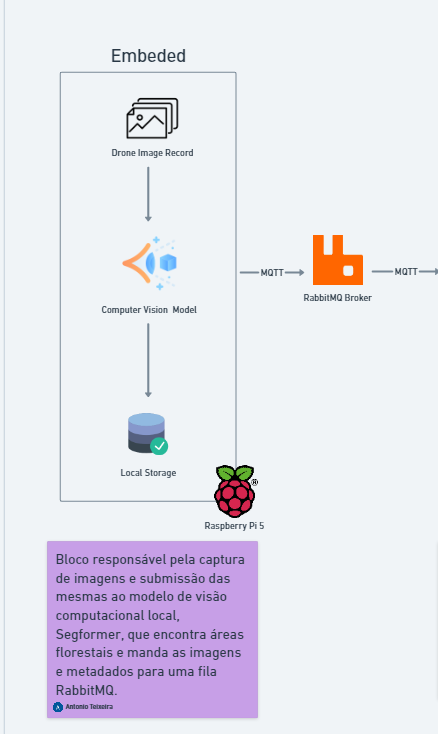 Embeded
Drone Image Record
Computer Vision Model
MQTT
RabbitMQ Broker
MQTT
Local Storage
®
Raspberry Pi 5
Bloco responsável pela captura
de imagens e submissão das
mesmas ao modelo de visão
computacional local,
Segformer, que encontra áreas
florestais e manda as imagens
e metadados para uma fila
RabbitMQ.
A
Antonio Teixeira